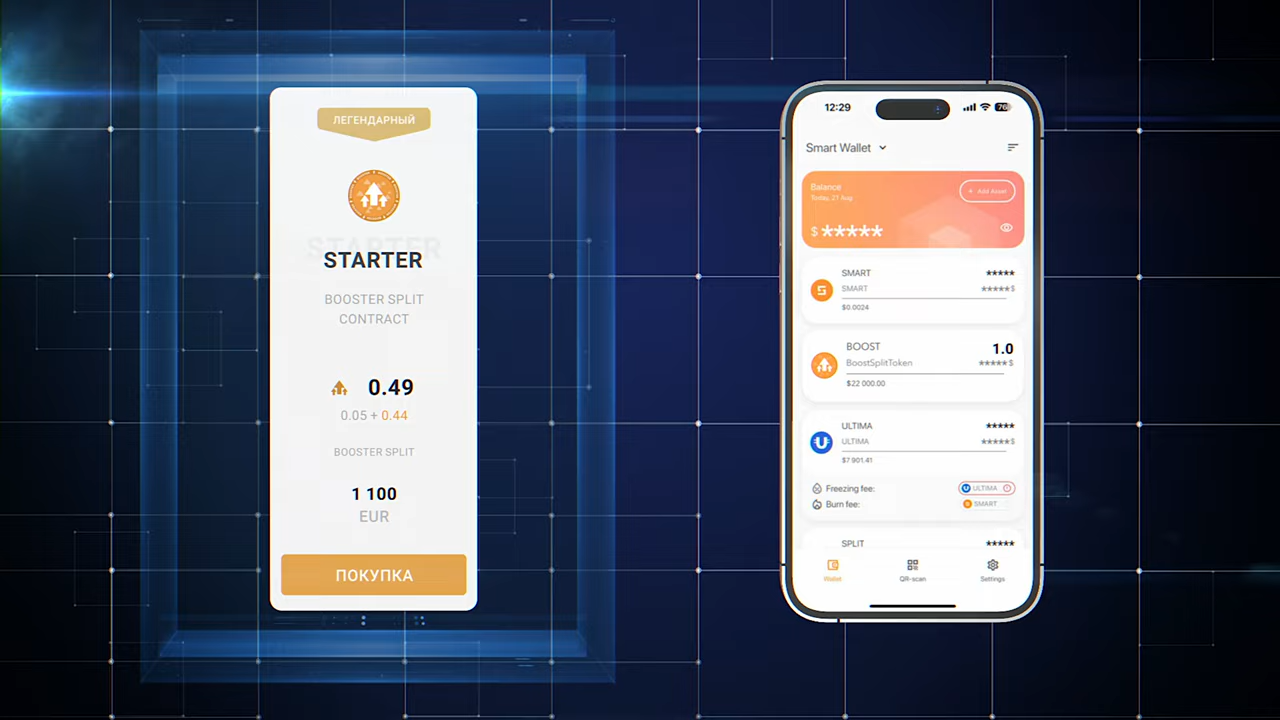 ЛЕГЕНДАРНЫЙ
STARTER
STARTER
BOOSTER SPLIT
CONTRACT
0.49
0.05 + 0.44
BOOSTER SPLIT
1 100
EUR
ПОКУПКА
12:29
76
Smart Wallet
Balance
+ Add Asset
Today, 21 Aug
$ *****
SMART *****
SMART *****$
$0.0024
BOOST 1.0
BoostSplitToken *****$
$22 000.00
ULTIMA *****
ULTIMA *****$
$7 901.41
Freezing fee: ULTIMA
Burn fee: SMART
SPLIT *****
Wallet QR-scan Settings